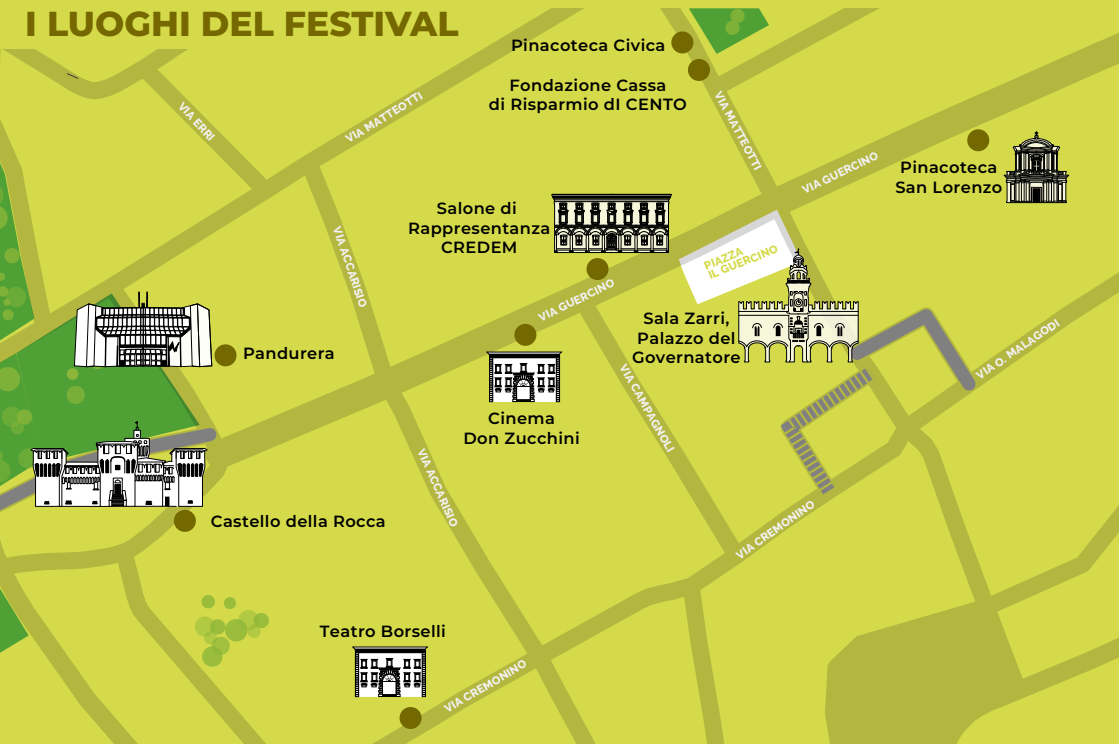 I LUOGHI DEL FESTIVAL
Pinacoteca Civica
Fondazione Cassa
di Risparmio dI CENTO
VIA ERRI
VIA MATTEOTTI
VIA MATTEOTTI
VIA GUERCINO
Pinacoteca
San Lorenzo
Salone di
Rappresentanza
CREDEM
VIA ACCARISIO
PIAZZA
IL GUERCINO
VIA GUERCINO
Sala Zarri,
Palazzo del
Governatore
Pandurera
VIA O. MALAGODI
VIA CAMPAGNOLI
Cinema
Don Zucchini
VIA ACCARISIO
Castello della Rocca
VIA CREMONINO
Teatro Borselli
VIA CREMONINO